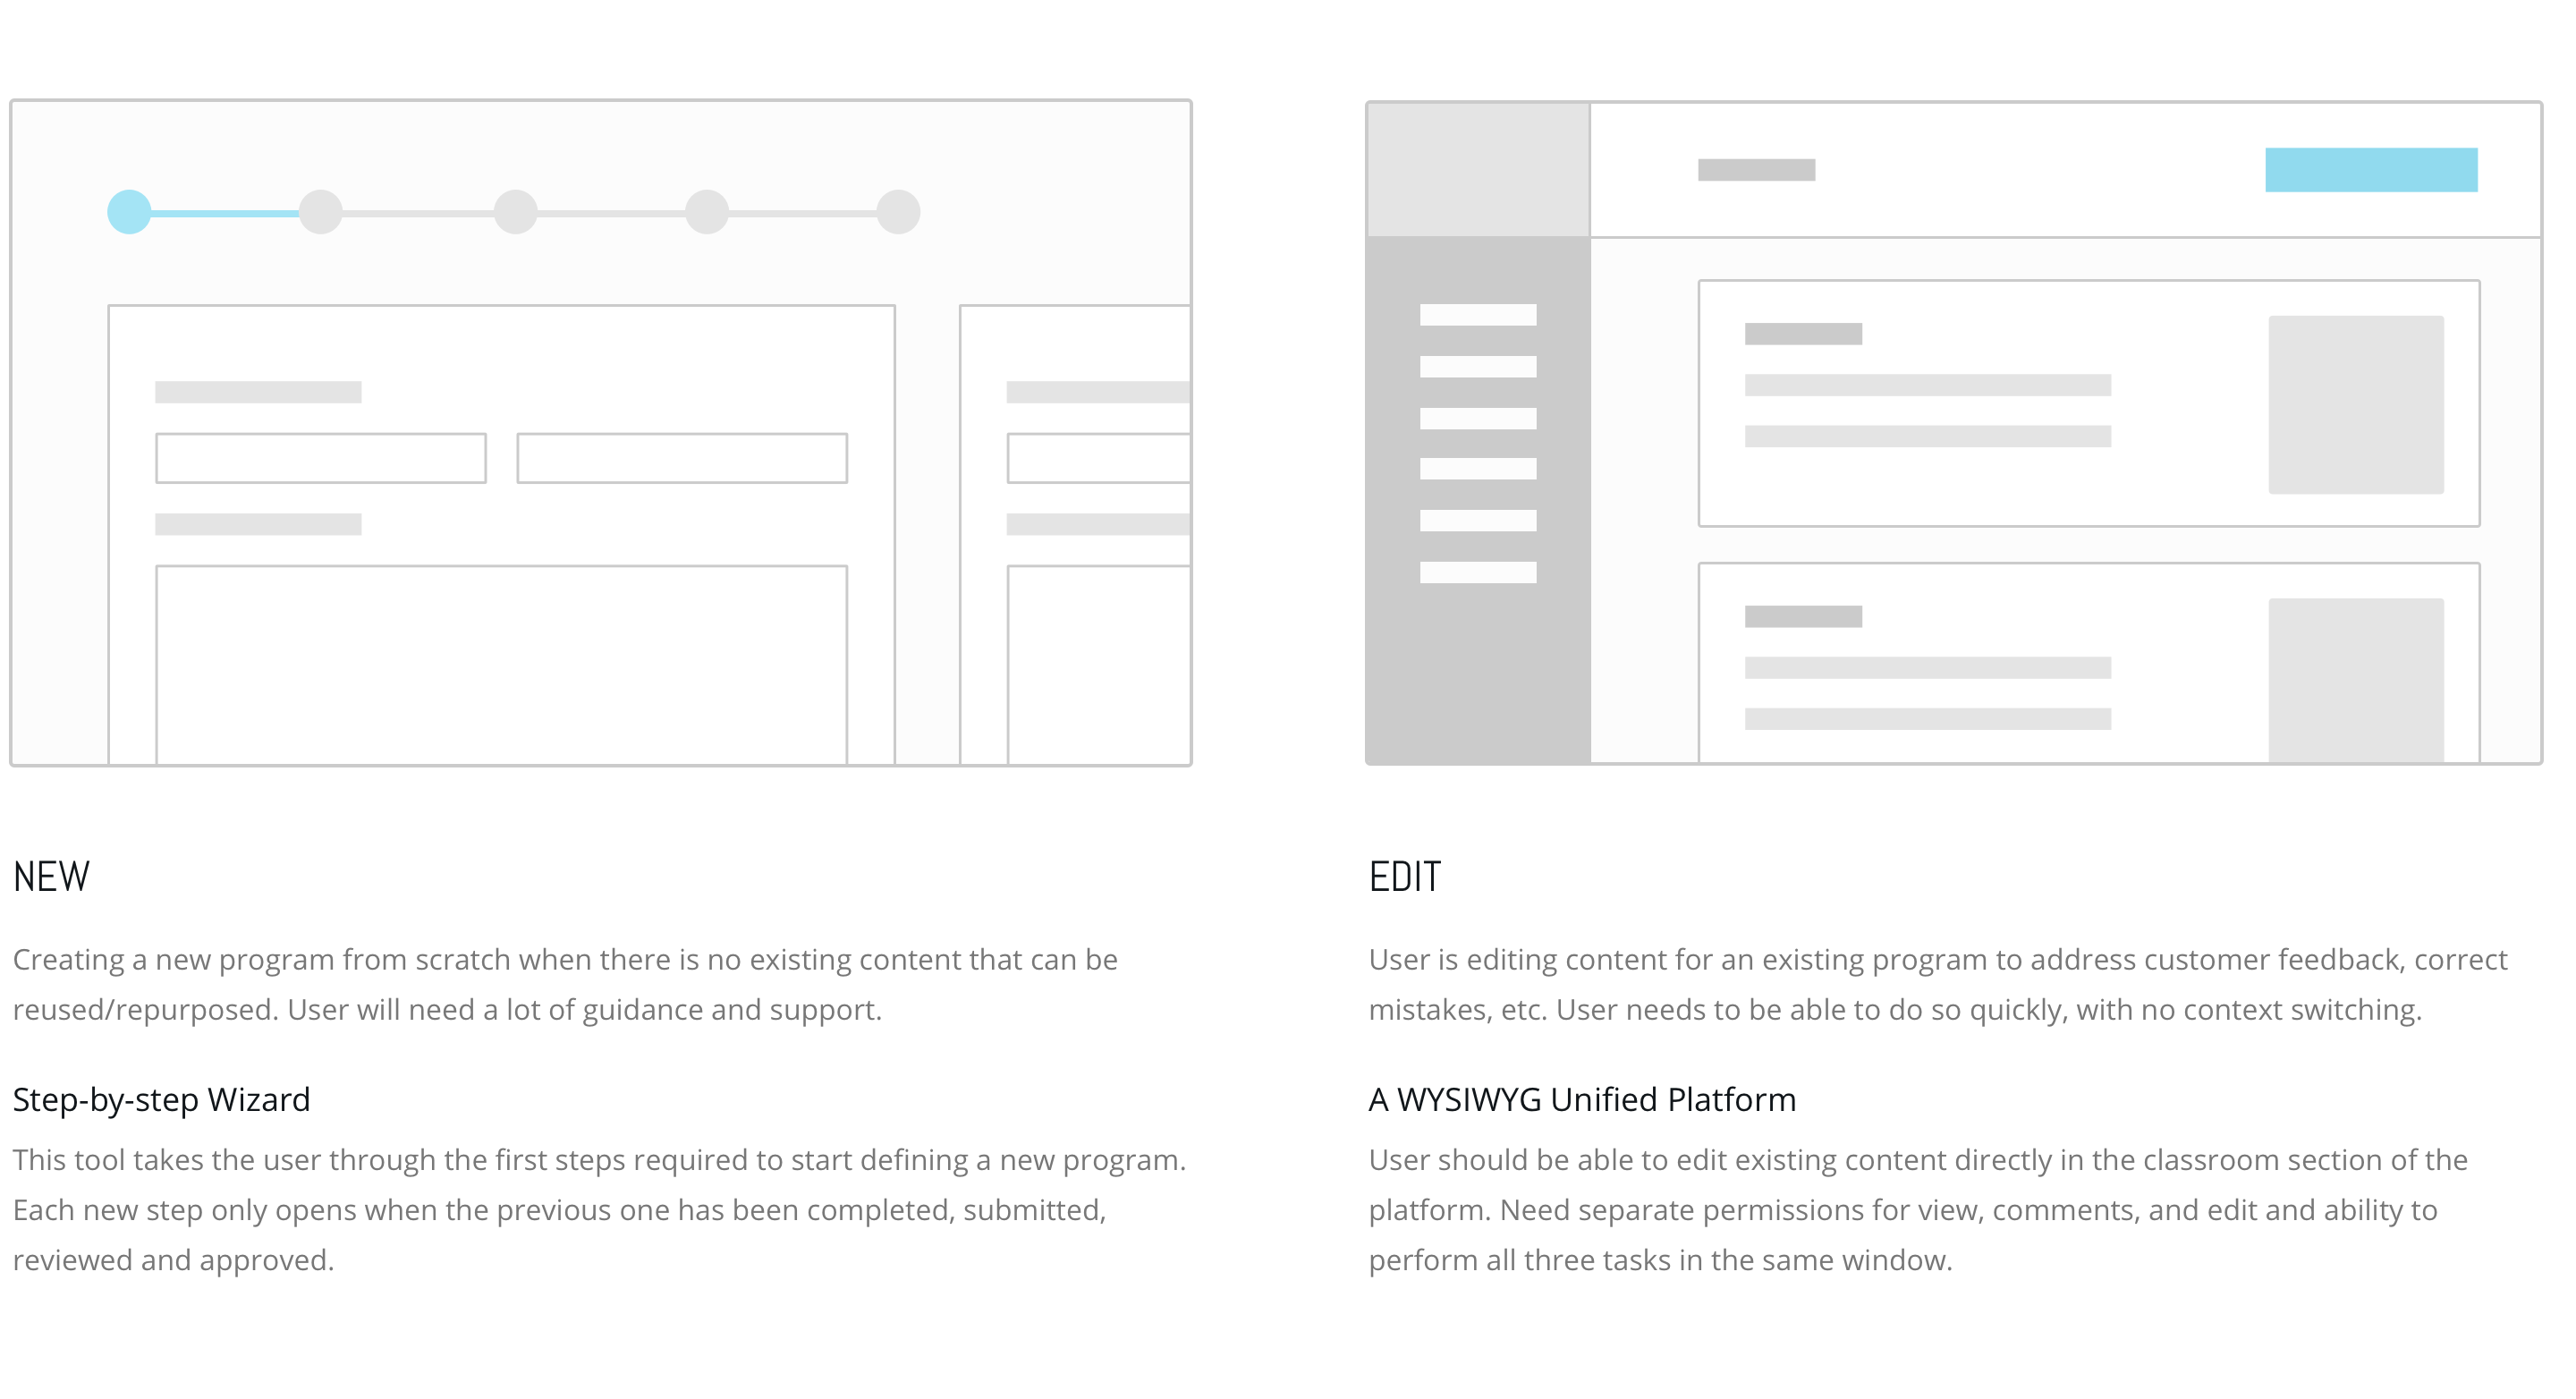 NEW
Creating a new program from scratch when there is no existing content that can be
reused/repurposed. User will need a lot of guidance and support.
Step-by-step Wizard
This tool takes the user through the first steps required to start defining a new program.
Each new step only opens when the previous one has been completed, submitted,
reviewed and approved.
EDIT
User is editing content for an existing program to address customer feedback, correct
mistakes, etc. User needs to be able to do so quickly, with no context switching.
A WYSIWYG Unified Platform
User should be able to edit existing content directly in the classroom section of the
platform. Need separate permissions for view, comments, and edit and ability to
perform all three tasks in the same window.